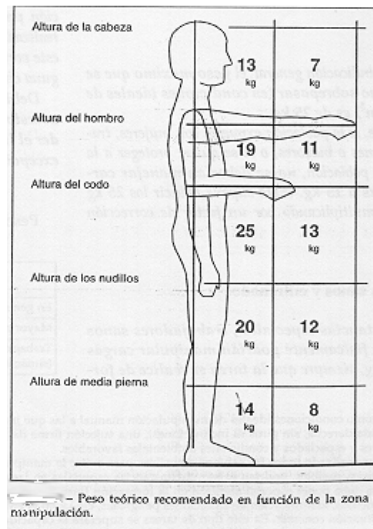 Altura de la cabeza
13 kg
7 kg
Altura del hombro
19 kg
11 kg
Altura del codo
25 kg
13 kg
Altura de los nudillos
20 kg
12 kg
Altura de media pierna
14 kg
8 kg
– Peso teórico recomendado en función de la zona
manipulación.